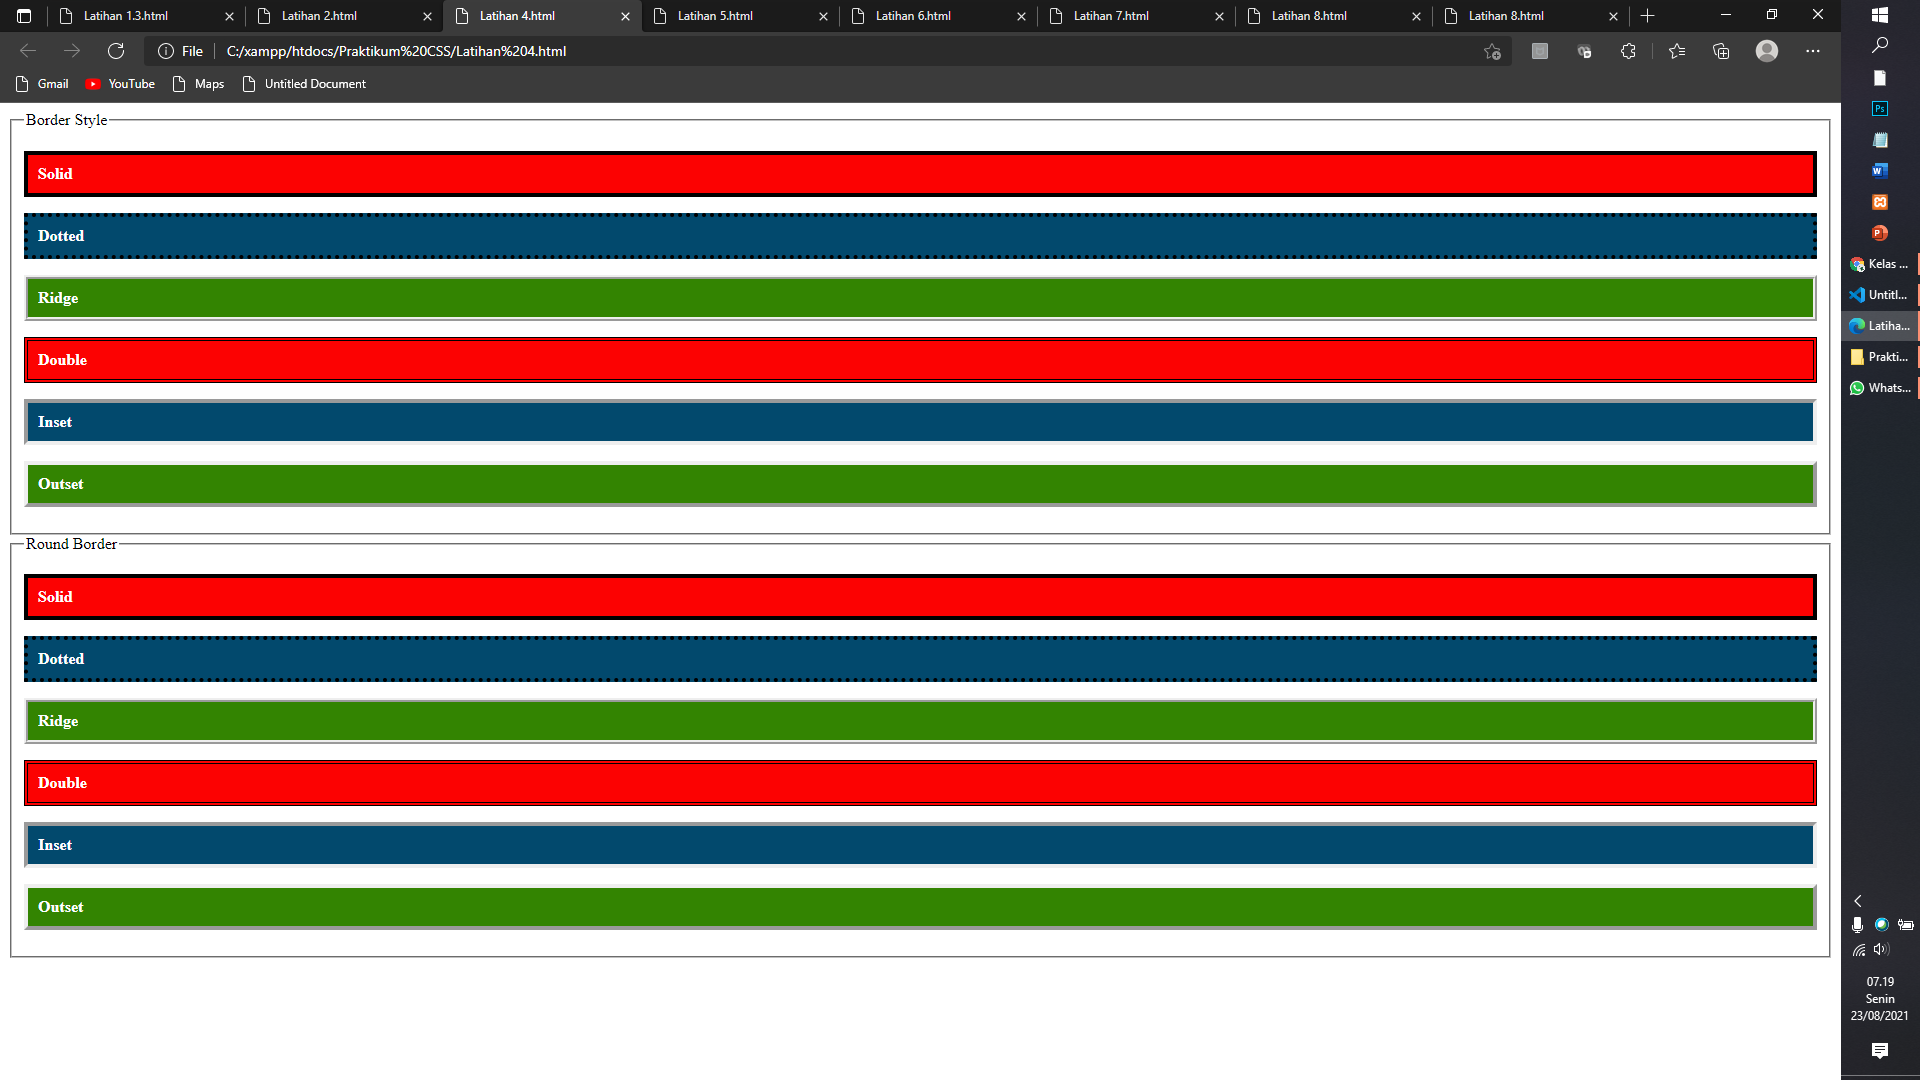 Latihan 1.3.html
Latihan 2.html
Latihan 4.html
Latihan 5.html
Latihan 6.html
Latihan 7.html
Latihan 8.html
Latihan 8.html
File
C:/xampp/htdocs/Praktikum%20CSS/Latihan%204.html
Gmail
YouTube
Maps
Untitled Document
Border Style
Solid
Dotted
Ridge
Double
Inset
Outset
Round Border
Solid
Dotted
Ridge
Double
Inset
Outset
Ps
W
P
Kelas ...
Untitl...
Latiha...
Prakti...
Whats...
07.19
Senin
23/08/2021